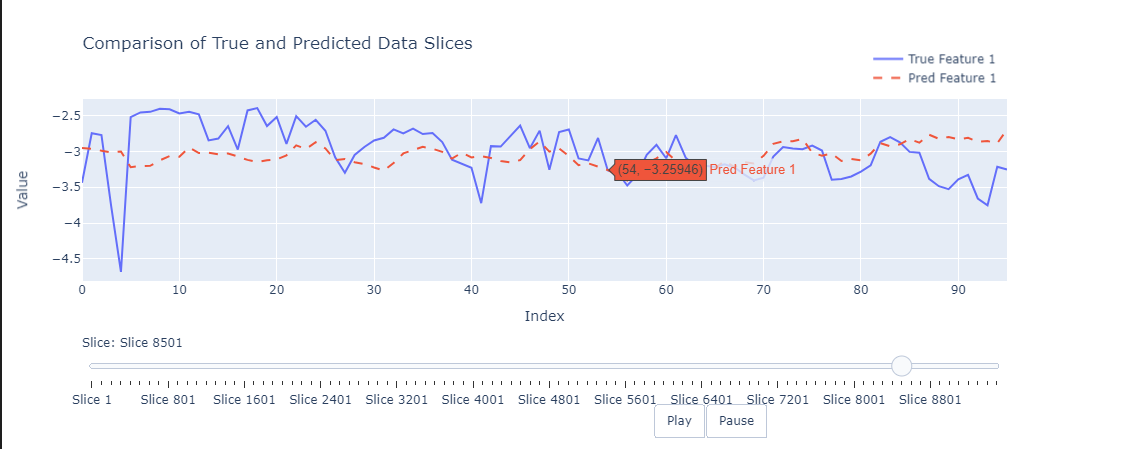 Comparison of True and Predicted Data Slices
True Feature 1
Pred Feature 1
−2.5
−3
−3.5
−4
−4.5
Value
(54, −3.25946) Pred Feature 1
0 10 20 30 40 50 60 70 80 90
Index
Slice: Slice 8501
Slice 1 Slice 801 Slice 1601 Slice 2401 Slice 3201 Slice 4001 Slice 4801 Slice 5601 Slice 6401 Slice 7201 Slice 8001 Slice 8801
Play Pause